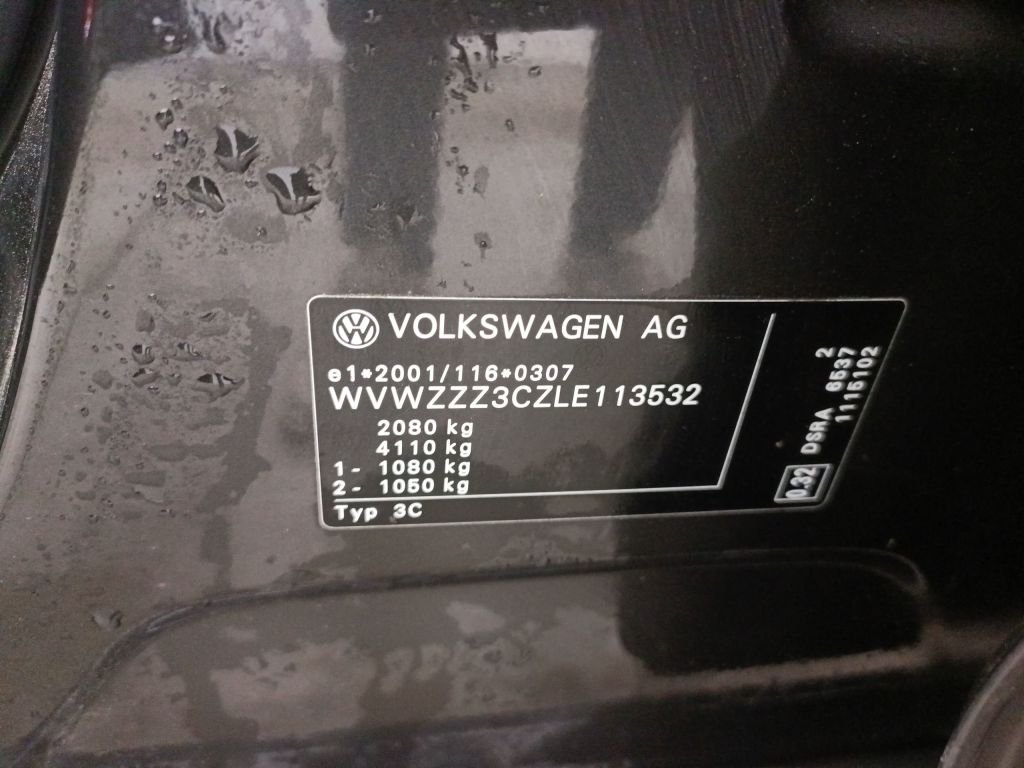 VOLKSWAGEN AG
e1*2001/116*0307
WVWZZZ3CZLE113532
2080 kg
4110 kg
1- 1080 kg
2- 1050 kg
Typ 3C
0.32
DSRA 6537 2
1115102